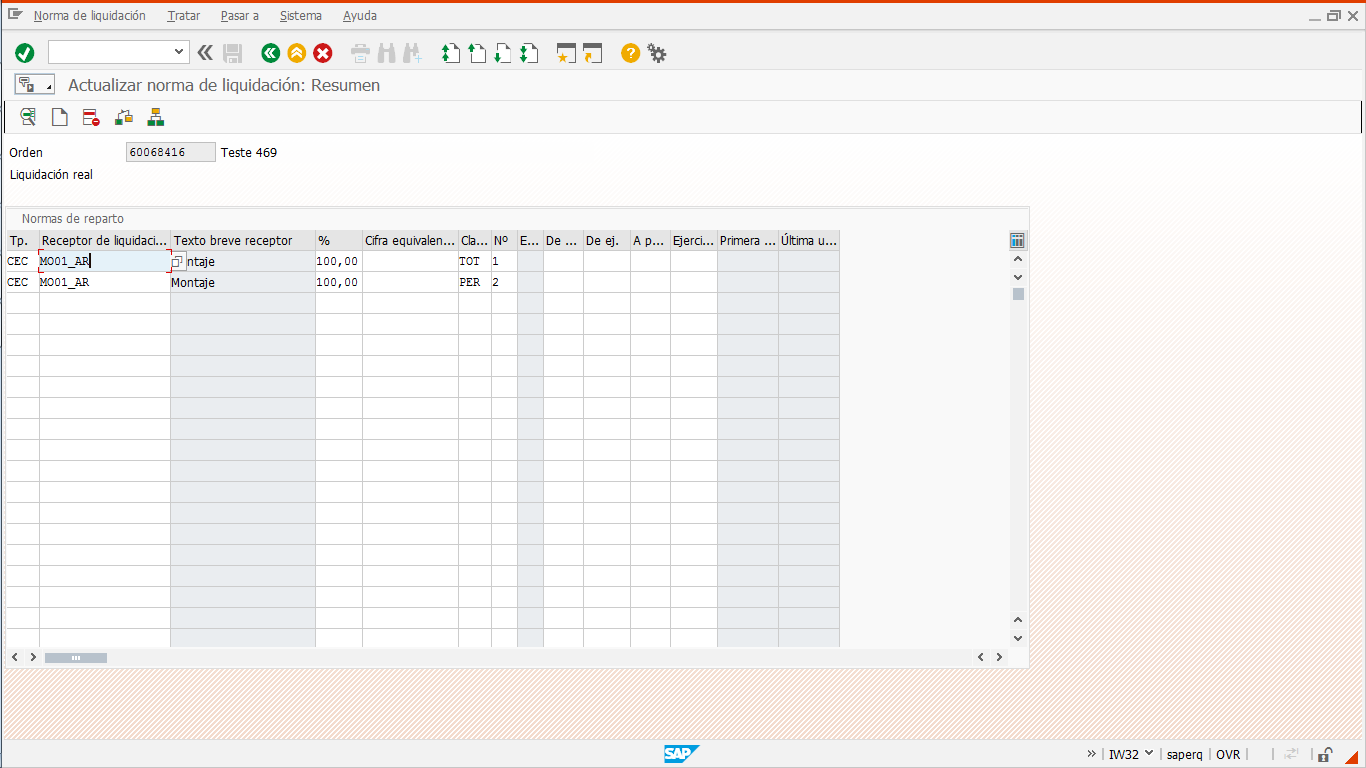 Norma de liquidación Tratar Pasar a Sistema Ayuda
Actualizar norma de liquidación: Resumen
Orden 60068416 Teste 469
Liquidación real
Normas de reparto
Tp. Receptor de liquidaci... Texto breve receptor % Cifra equivalen... Cla... Nº E... De ... De ej. A p... Ejerci... Primera ... Última u...
CEC MO01_AR ntaje 100,00 TOT 1
CEC MO01_AR Montaje 100,00 PER 2
SAP IW32 saperq OVR